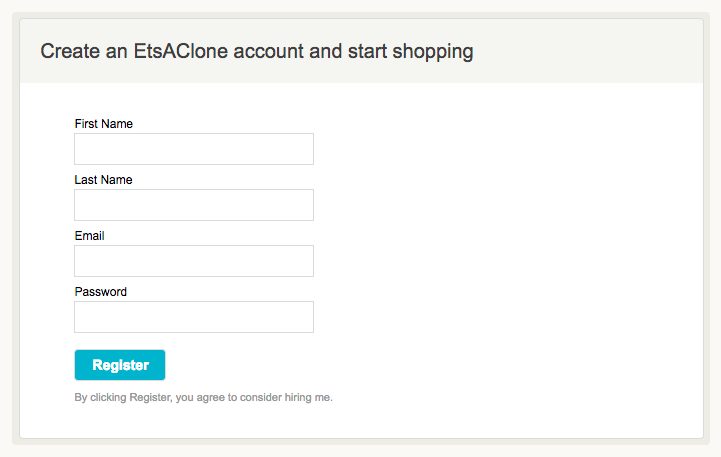 Create an EtsAClone account and start shopping
First Name
Last Name
Email
Password
Register
By clicking Register, you agree to consider hiring me.